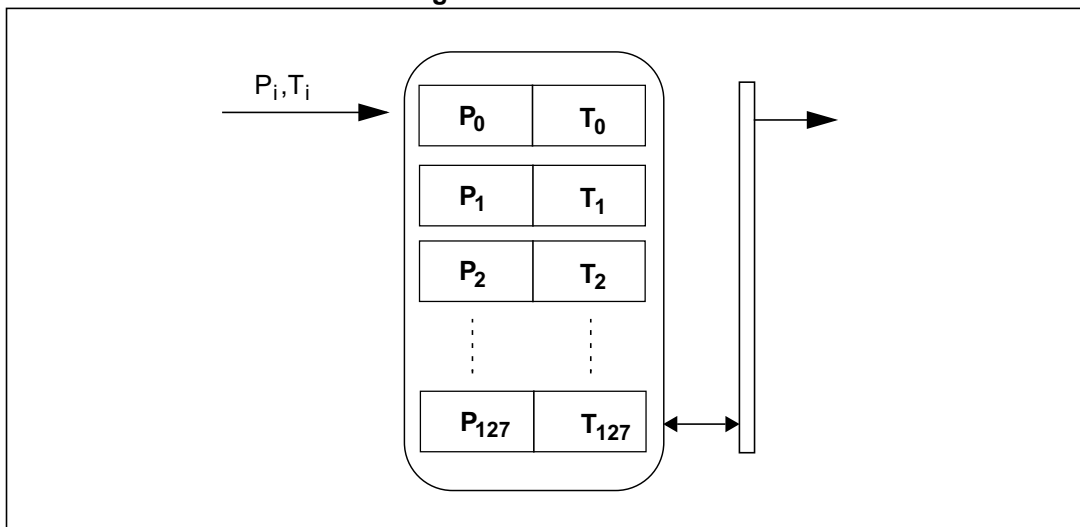 P₀ T₀
Pᵢ,Tᵢ
P₁ T₁
P₂ T₂
P₁₂₇ T₁₂₇